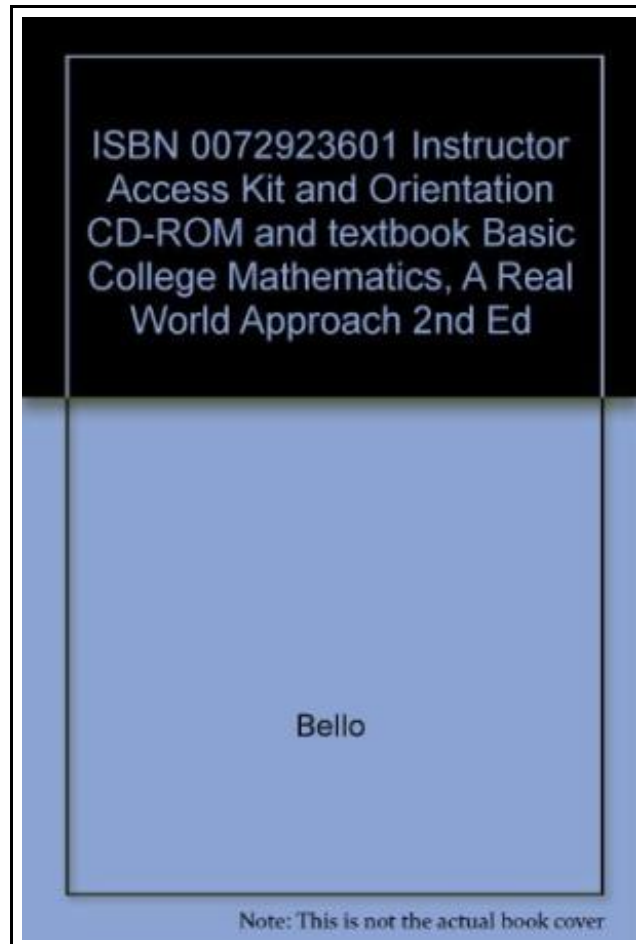 ISBN 0072923601 Instructor
Access Kit and Orientation
CD-ROM and textbook Basic
College Mathematics, A Real
World Approach 2nd Ed
Bello
Note: This is not the actual book cover